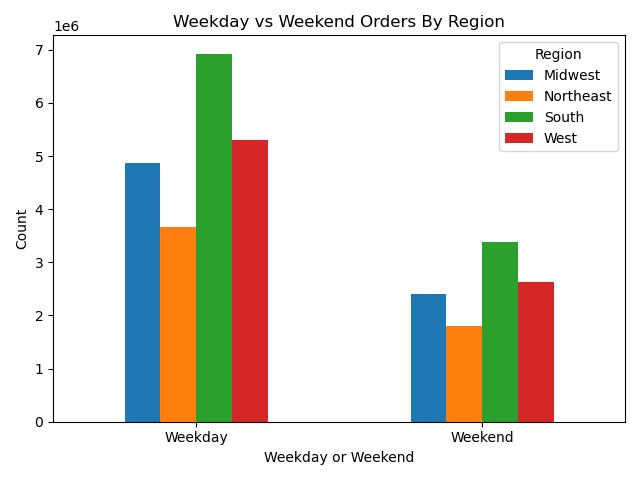 Weekday vs Weekend Orders By Region
1e6
7
6
5
4
3
2
1
0
Count
Region
Midwest
Northeast
South
West
Weekday
Weekend
Weekday or Weekend